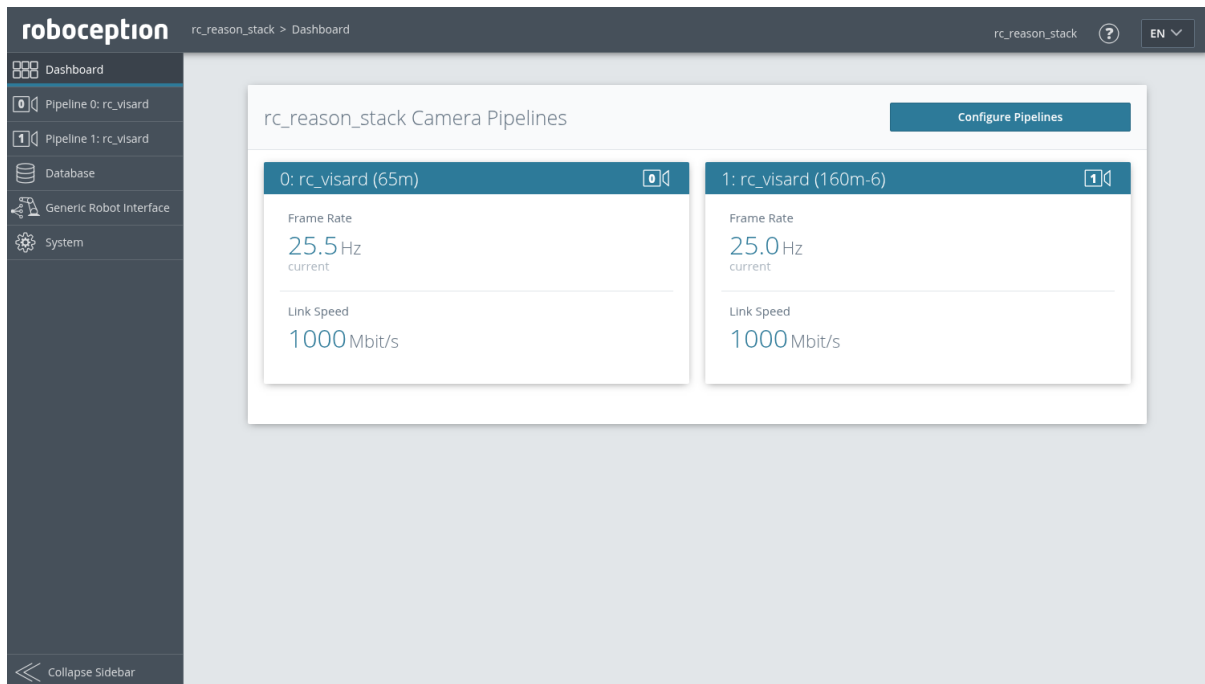 roboception
rc_reason_stack > Dashboard
rc_reason_stack
?
EN
Dashboard
0 Pipeline 0: rc_visard
1 Pipeline 1: rc_visard
Database
Generic Robot Interface
System
rc_reason_stack Camera Pipelines
Configure Pipelines
0: rc_visard (65m)
0
Frame Rate
25.5 Hz
current
Link Speed
1000 Mbit/s
1: rc_visard (160m-6)
1
Frame Rate
25.0 Hz
current
Link Speed
1000 Mbit/s
Collapse Sidebar